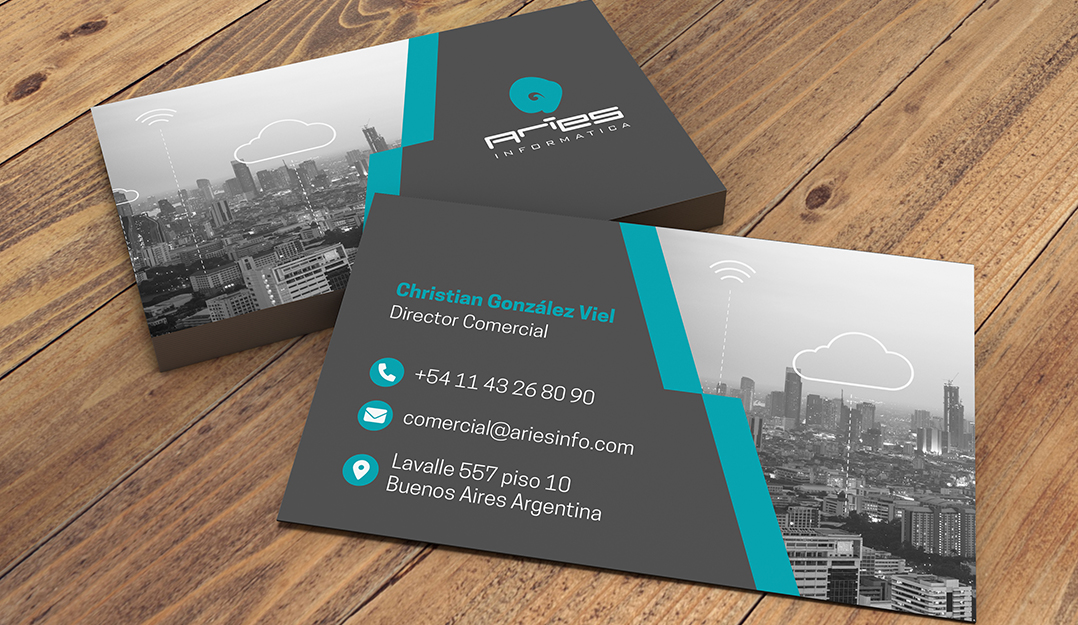 Aries
INFORMATICA
Christian González Viel
Director Comercial
+54 11 43 26 80 90
comercial@ariesinfo.com
Lavalle 557 piso 10
Buenos Aires Argentina